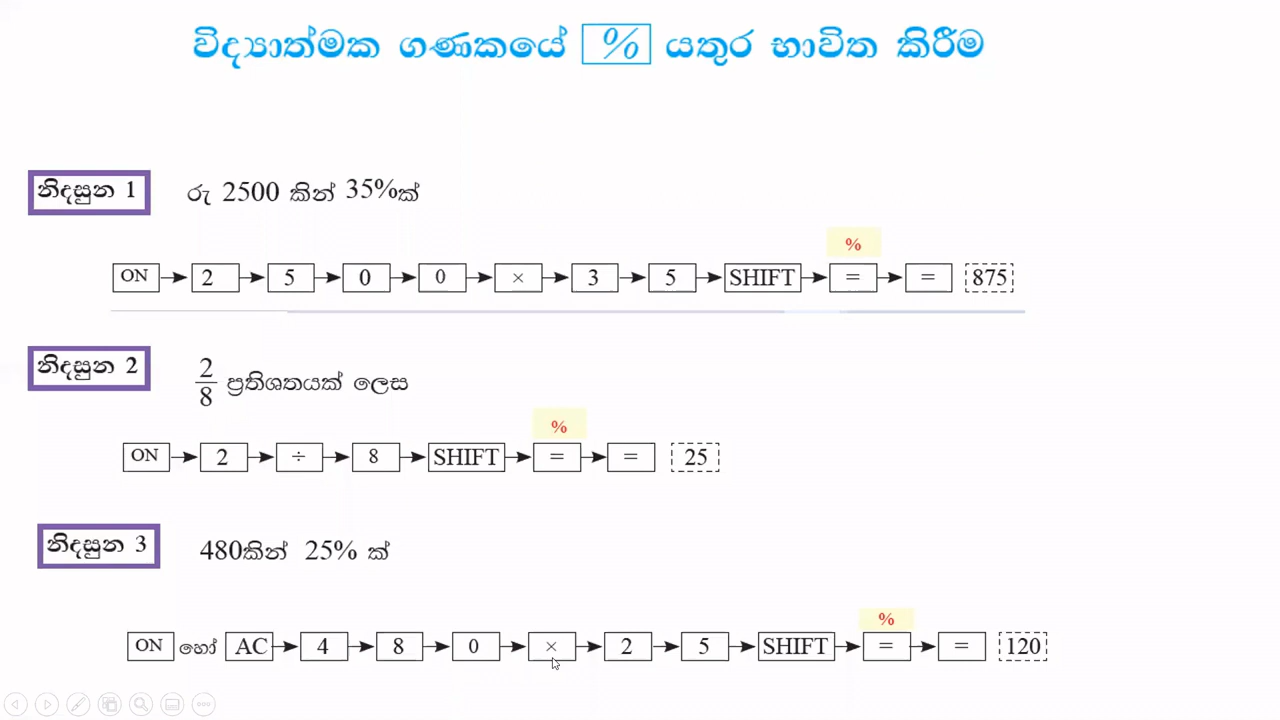 විද්‍යාත්මක ගණකයේ % යතුර භාවිත කිරීම
නිදසුන 1 රු 2500 කින් 35%ක්
%
ON 2 5 0 0 × 3 5 SHIFT = = 875
නිදසුන 2 2/8 ප්‍රතිශතයක් ලෙස
%
ON 2 ÷ 8 SHIFT = = 25
නිදසුන 3 480කින් 25% ක්
%
ON හෝ AC 4 8 0 × 2 5 SHIFT = = 120